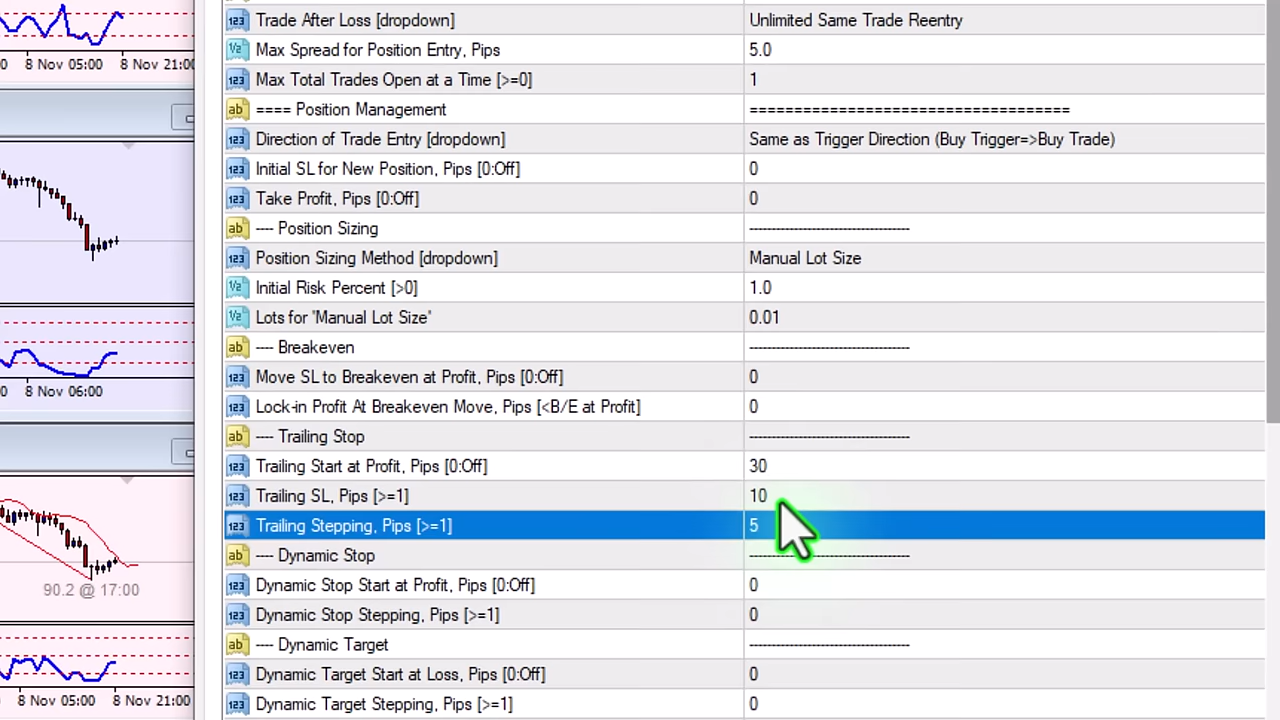 Trade After Loss [dropdown] Unlimited Same Trade Reentry
Max Spread for Position Entry, Pips 5.0
Max Total Trades Open at a Time [>=0] 1
==== Position Management ===================================
Direction of Trade Entry [dropdown] Same as Trigger Direction (Buy Trigger=>Buy Trade)
Initial SL for New Position, Pips [0:Off] 0
Take Profit, Pips [0:Off] 0
---- Position Sizing -----------------------------------
Position Sizing Method [dropdown] Manual Lot Size
Initial Risk Percent [>0] 1.0
Lots for "Manual Lot Size" 0.01
---- Breakeven -----------------------------------
Move SL to Breakeven at Profit, Pips [0:Off] 0
Lock-in Profit At Breakeven Move, Pips [<B/E at Profit] 0
---- Trailing Stop -----------------------------------
Trailing Start at Profit, Pips [0:Off] 30
Trailing SL, Pips [>=1] 10
Trailing Stepping, Pips [>=1] 5
---- Dynamic Stop -----------------------------------
Dynamic Stop Start at Profit, Pips [0:Off] 0
Dynamic Stop Stepping, Pips [>=1] 0
---- Dynamic Target -----------------------------------
Dynamic Target Start at Loss, Pips [0:Off] 0
Dynamic Target Stepping, Pips [>=1] 0
8 Nov 05:00 8 Nov 21:00
8 Nov 06:00
90.2 @ 17:00
8 Nov 05:00 8 Nov 21:00